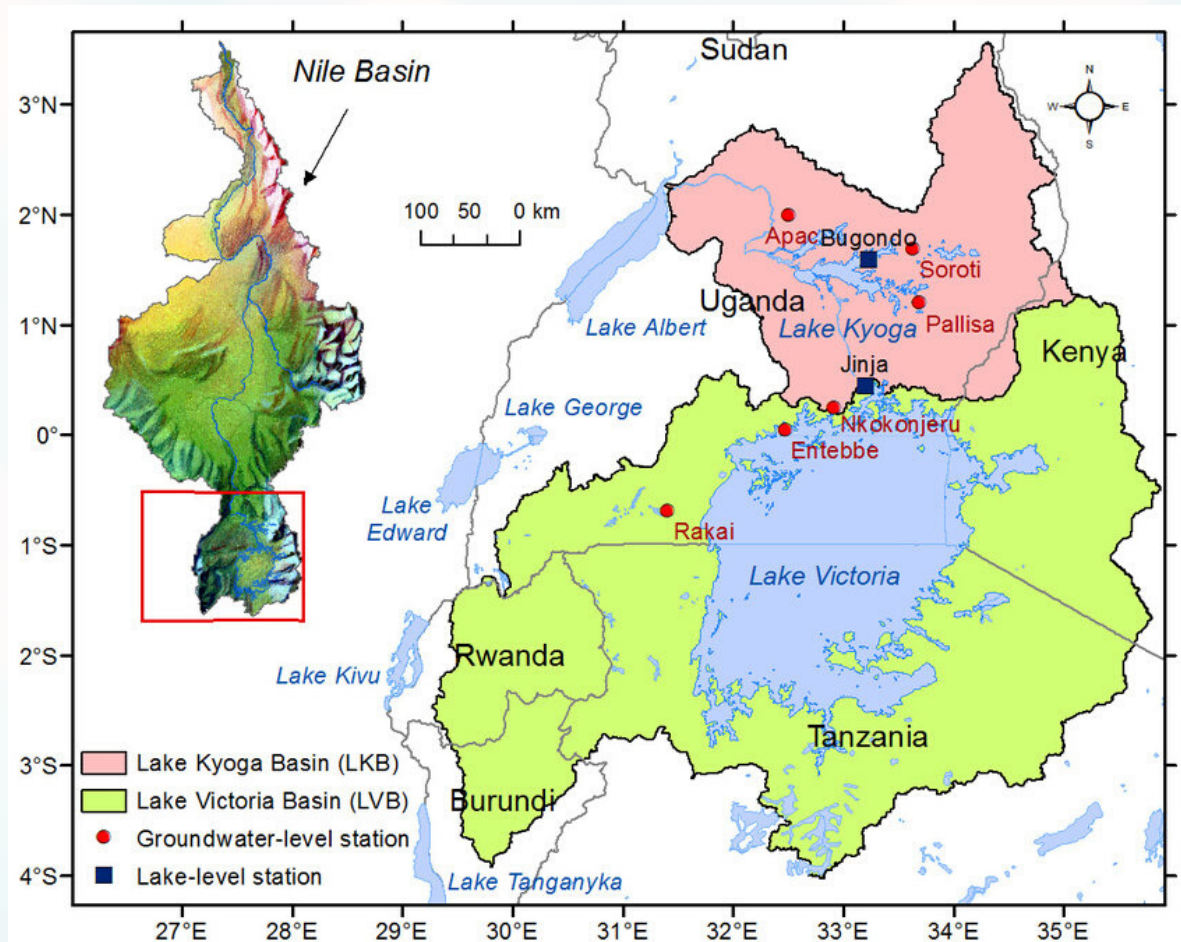 Sudan
Nile Basin
N
W
E
S
3°N
2°N
1°N
0°
1°S
2°S
3°S
4°S
100 50 0 km
Apac
Bugondo
Soroti
Uganda
Pallisa
Lake Albert
Lake Kyoga
Kenya
Jinja
Lake George
Nkokonjeru
Entebbe
Lake
Edward
Rakai
Lake Victoria
Rwanda
Lake Kivu
Tanzania
Burundi
Lake Tanganyka
Lake Kyoga Basin (LKB)
Lake Victoria Basin (LVB)
Groundwater-level station
Lake-level station
27°E 28°E 29°E 30°E 31°E 32°E 33°E 34°E 35°E